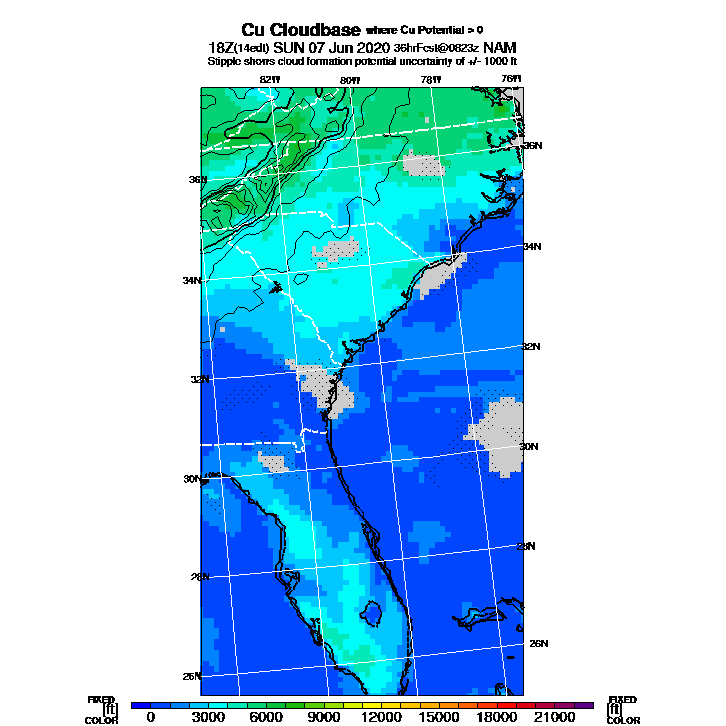 Cu Cloudbase where Cu Potential > 0
18Z(14edt) SUN 07 Jun 2020 36hrFcst@0823z NAM
Stipple shows cloud formation potential uncertainty of +/- 1000 ft
82W 80W 78W 76W
36N
36N
34N
34N
32N
32N
30N
30N
28N
28N
26N
26N
FIXED FIXED
[ft] [ft]
COLOR 0 3000 6000 9000 12000 15000 18000 21000 COLOR